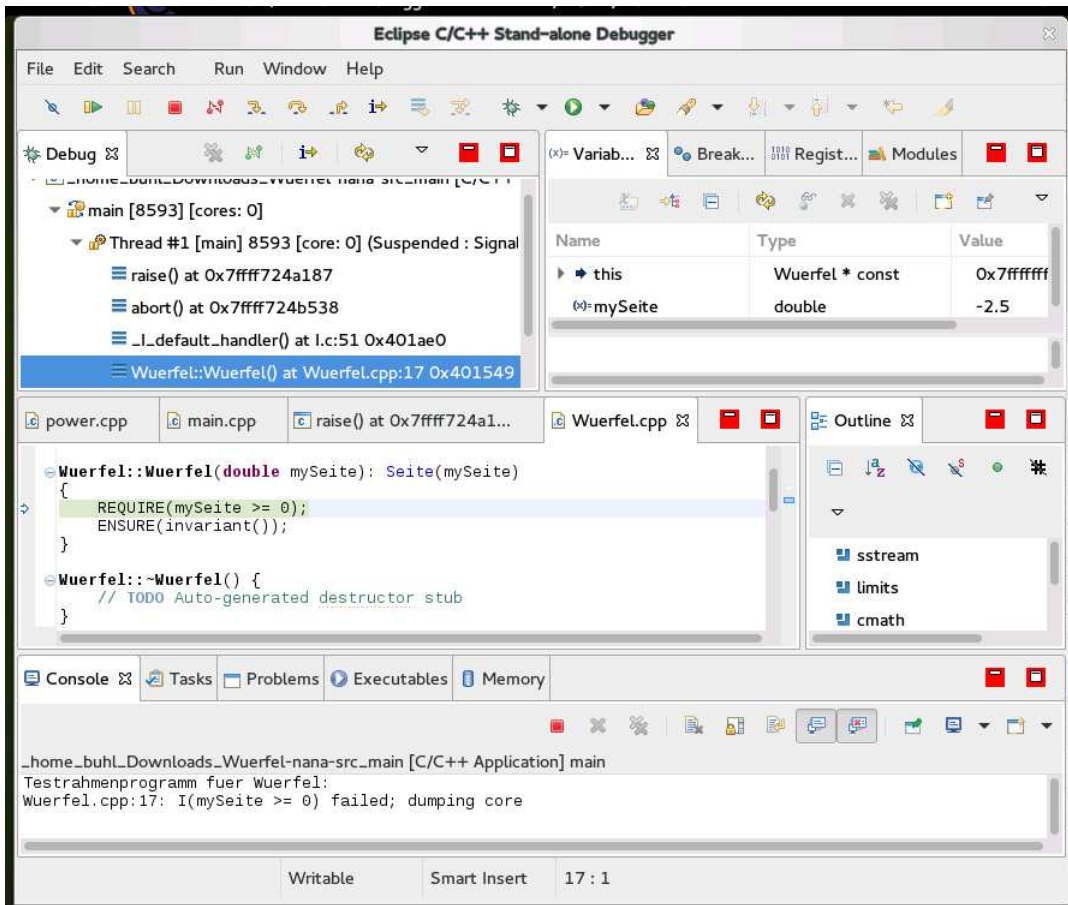 Eclipse C/C++ Stand-alone Debugger
File Edit Search Run Window Help
Debug
main [8593] [cores: 0]
Thread #1 [main] 8593 [core: 0] (Suspended : Signal
raise() at 0x7ffff724a187
abort() at 0x7ffff724b538
_I_default_handler() at I.c:51 0x401ae0
Wuerfel::Wuerfel() at Wuerfel.cpp:17 0x401549
(x)= Variab... Break... Regist... Modules
Name Type Value
this Wuerfel * const 0x7fffffff
(x)= mySeite double -2.5
power.cpp main.cpp raise() at 0x7ffff724a1... Wuerfel.cpp
Wuerfel::Wuerfel(double mySeite): Seite(mySeite)
{
REQUIRE(mySeite >= 0);
ENSURE(invariant());
}
Wuerfel::~Wuerfel() {
// TODO Auto-generated destructor stub
}
Outline
sstream
limits
cmath
Console Tasks Problems Executables Memory
_home_buhl_Downloads_Wuerfel-nana-src_main [C/C++ Application] main
Testrahmenprogramm fuer Wuerfel:
Wuerfel.cpp:17: I(mySeite >= 0) failed; dumping core
Writable Smart Insert 17 : 1